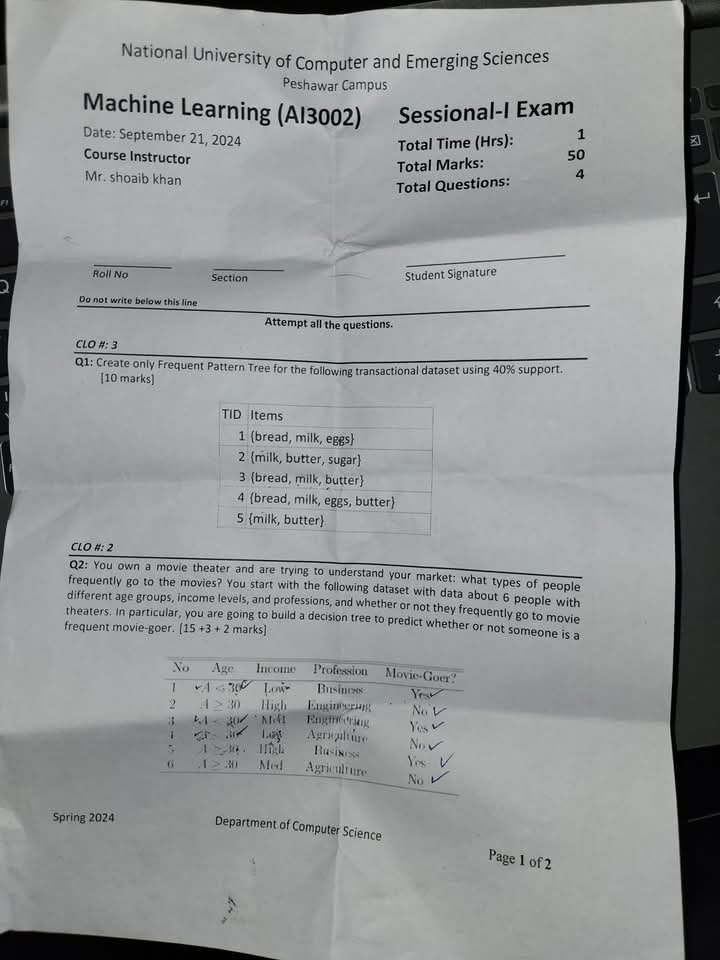 National University of Computer and Emerging Sciences
Peshawar Campus
Machine Learning (AI3002)
Date: September 21, 2024
Course Instructor
Mr. shoaib khan
Sessional-I Exam
Total Time (Hrs): 1
Total Marks: 50
Total Questions: 4
Roll No
Section
Student Signature
Do not write below this line
Attempt all the questions.
CLO #: 3
Q1: Create only Frequent Pattern Tree for the following transactional dataset using 40% support.
[10 marks]
TID Items
1 {bread, milk, eggs}
2 {milk, butter, sugar}
3 {bread, milk, butter}
4 {bread, milk, eggs, butter}
5 {milk, butter}
CLO #: 2
Q2: You own a movie theater and are trying to understand your market: what types of people
frequently go to the movies? You start with the following dataset with data about 6 people with
different age groups, income levels, and professions, and whether or not they frequently go to movie
theaters. In particular, you are going to build a decision tree to predict whether or not someone is a
frequent movie-goer. [15 +3 + 2 marks]
No Age Income Profession Movie-Goer?
1 A < 30 Low Business Yes
2 A ≥ 30 High Engineering No
3 A < 30 Engineering Yes
4 Agriculture No
5 A ≥ 30 High Business Yes
6 A ≥ 30 Med Agriculture No
Spring 2024
Department of Computer Science
Page 1 of 2